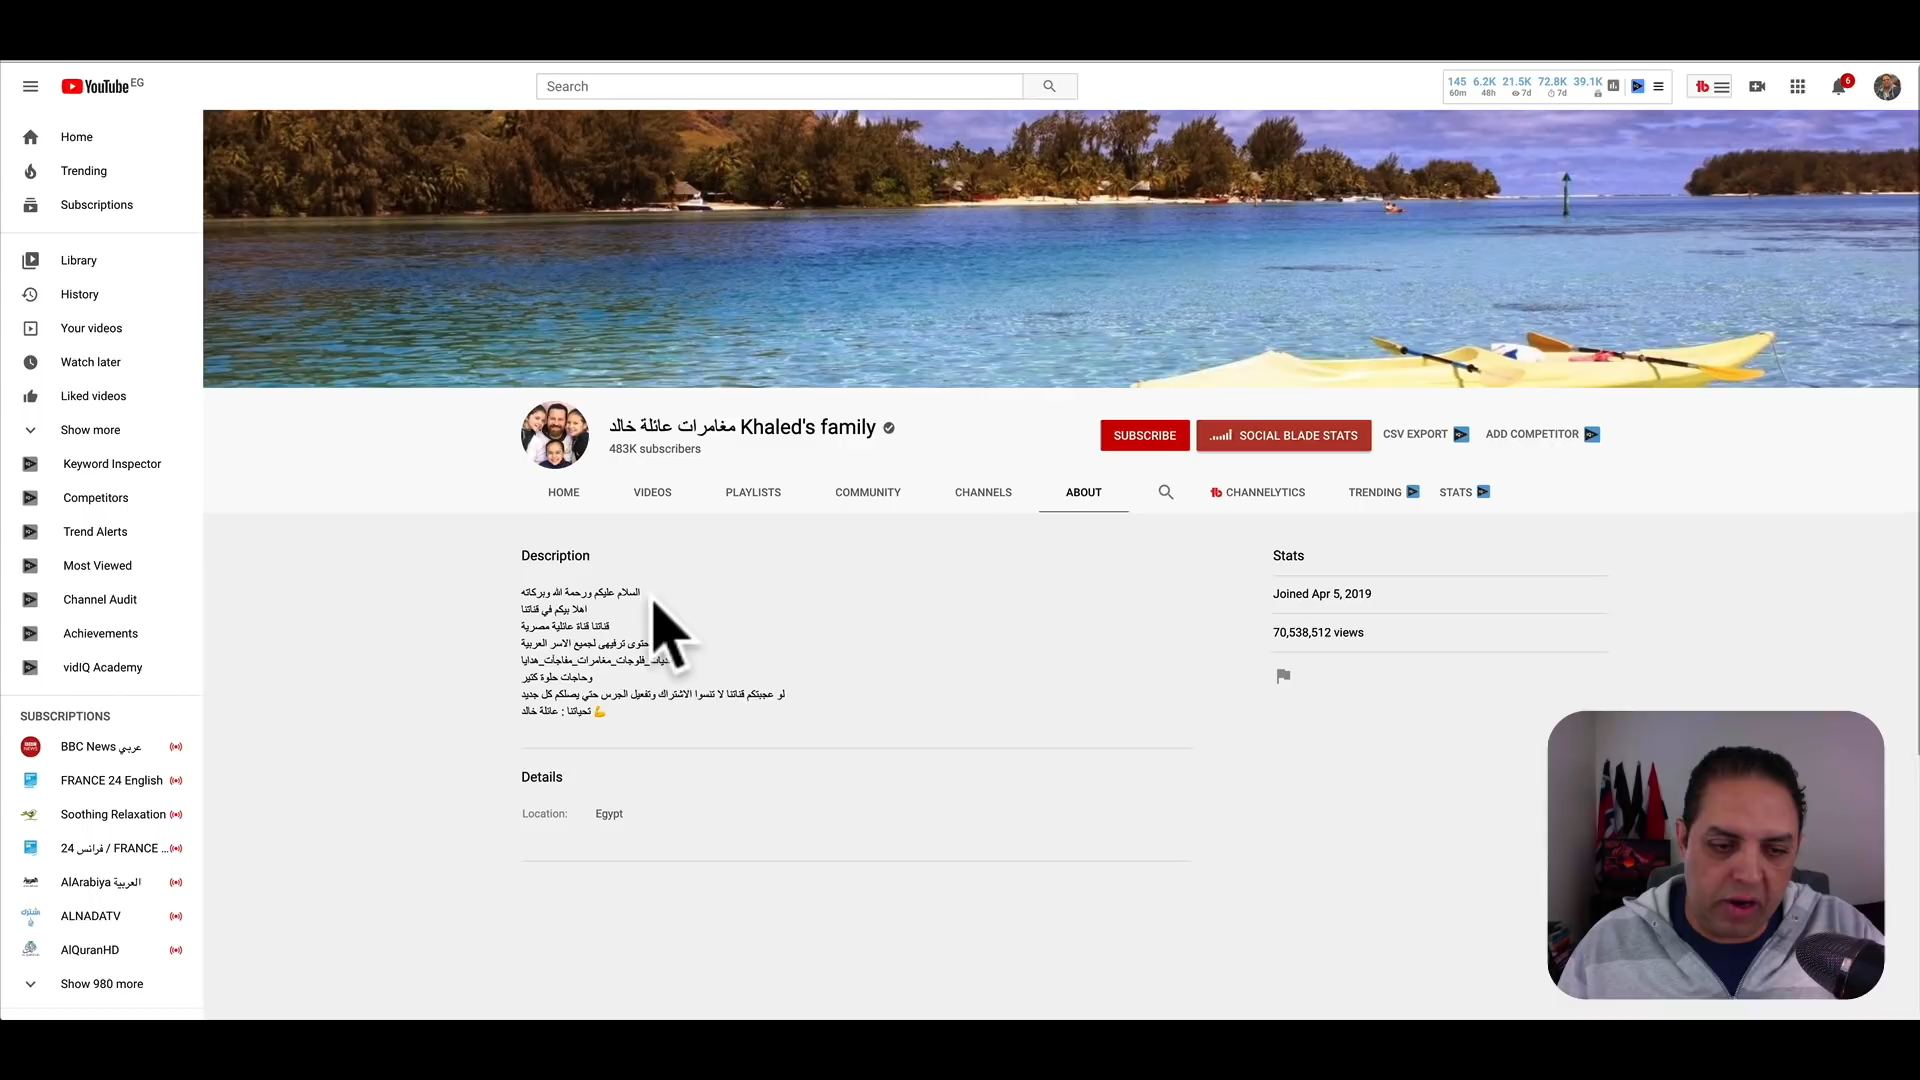 YouTube EG
Search
145 6.2K 21.5K 72.8K 39.1K
60m 48h 7d 7d
6
Home
Trending
Subscriptions
Library
History
Your videos
Watch later
Liked videos
Show more
Keyword Inspector
Competitors
Trend Alerts
Most Viewed
Channel Audit
Achievements
vidIQ Academy
SUBSCRIPTIONS
BBC News عربي
FRANCE 24 English
Soothing Relaxation
فرانس 24 / FRANCE ...
AlArabiya العربية
ALNADATV
AlQuranHD
Show 980 more
مغامرات عائلة خالد Khaled's family
483K subscribers
SUBSCRIBE
SOCIAL BLADE STATS
CSV EXPORT
ADD COMPETITOR
HOME
VIDEOS
PLAYLISTS
COMMUNITY
CHANNELS
ABOUT
tb CHANNELYTICS
TRENDING
STATS
Description
السلام عليكم ورحمة الله وبركاته
اهلا بيكم في قناتنا
قناتنا قناة عائلية مصرية
ترفيهى لجميع الاسر العربية
فلوجات_مغامرات_مفاجآت_هدايا
وحاجات حلوة كتير
لو عجبتكم قناتنا لا تنسوا الاشتراك وتفعيل الجرس حتي يصلكم كل جديد
تحياتنا : عائلة خالد 💪
Details
Location: Egypt
Stats
Joined Apr 5, 2019
70,538,512 views